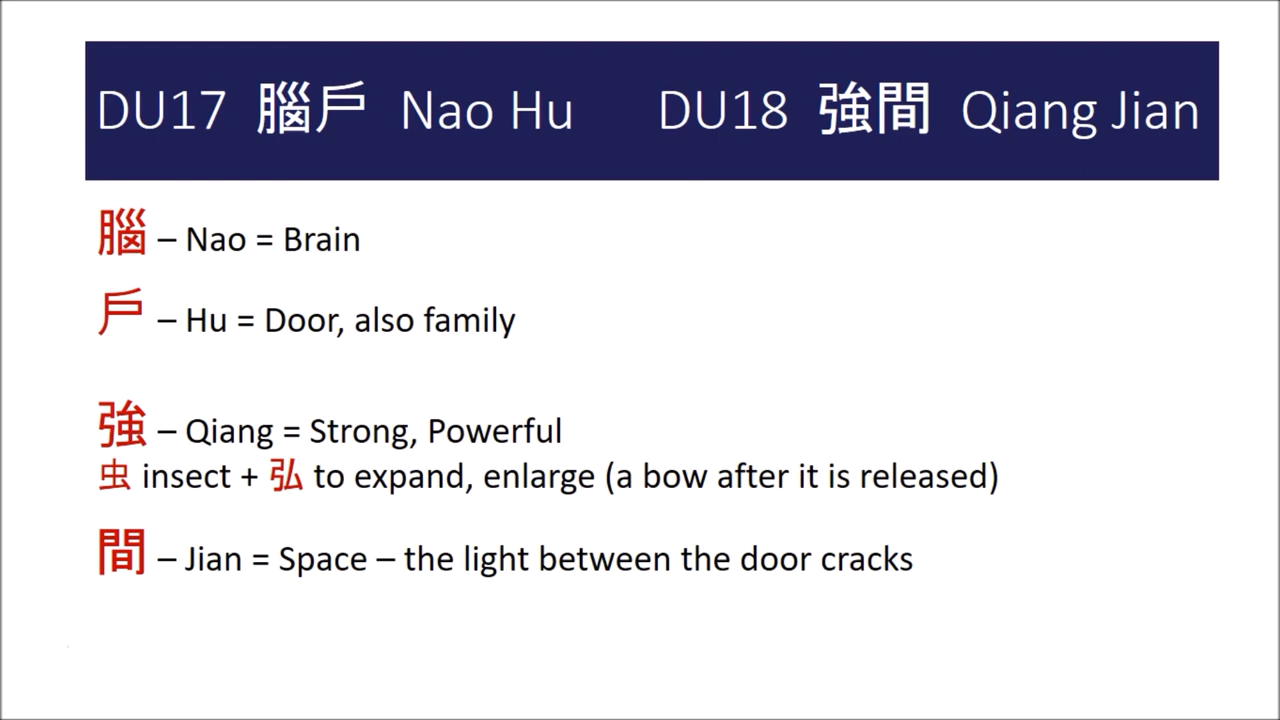 DU17 腦戶 Nao Hu DU18 強間 Qiang Jian
腦 – Nao = Brain
戶 – Hu = Door, also family
強 – Qiang = Strong, Powerful
虫 insect + 弘 to expand, enlarge (a bow after it is released)
間 – Jian = Space – the light between the door cracks